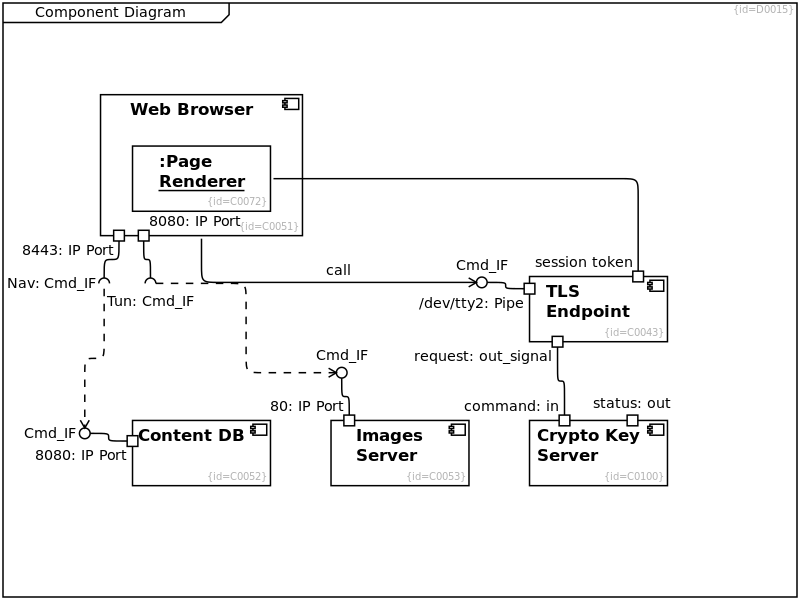 Component Diagram
{id=D0015}
Web Browser
:Page
Renderer
{id=C0072}
8080: IP Port
{id=C0051}
8443: IP Port
Nav: Cmd_IF
Tun: Cmd_IF
call
Cmd_IF
session token
/dev/tty2: Pipe
TLS
Endpoint
{id=C0043}
request: out_signal
Cmd_IF
80: IP Port
command: in
status: out
Cmd_IF
8080: IP Port
Content DB
{id=C0052}
Images
Server
{id=C0053}
Crypto Key
Server
{id=C0100}